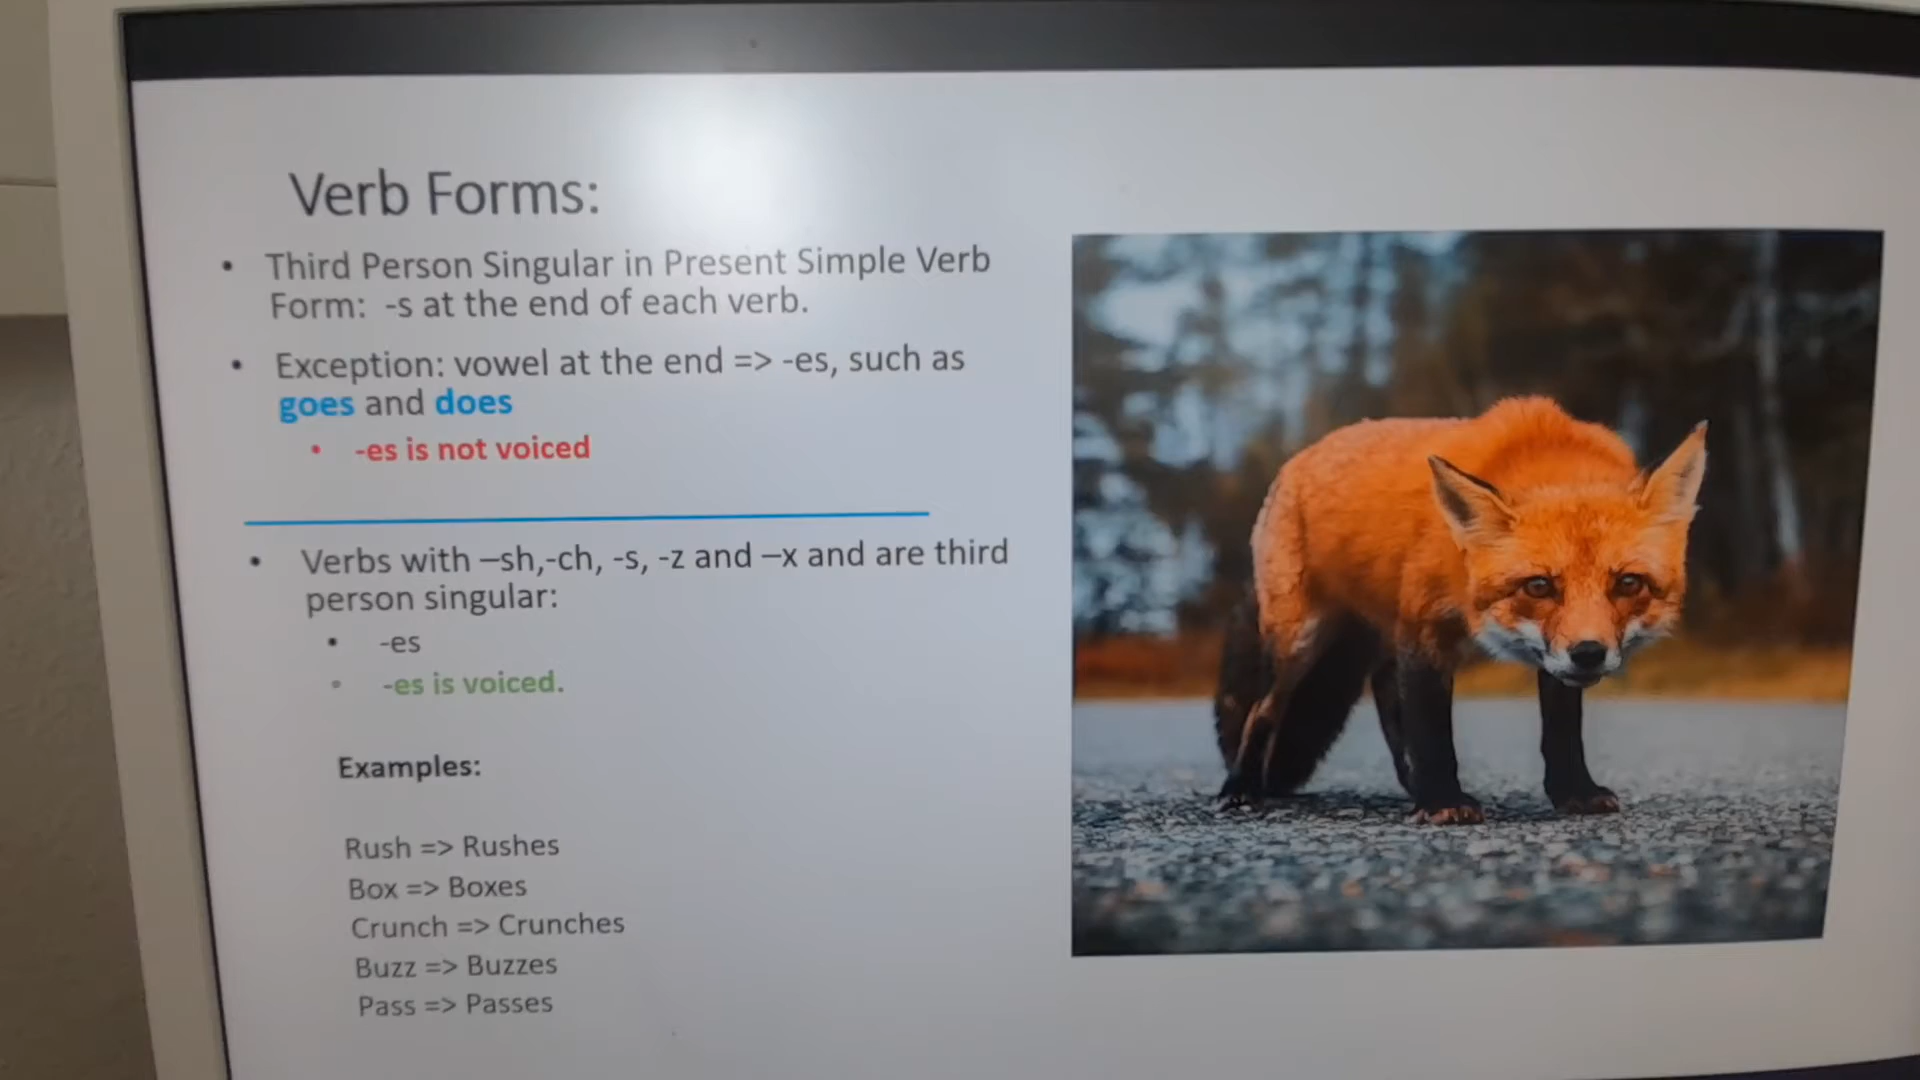 Verb Forms:
• Third Person Singular in Present Simple Verb
Form: -s at the end of each verb.
• Exception: vowel at the end => -es, such as
goes and does
• -es is not voiced
• Verbs with –sh,-ch, -s, -z and –x and are third
person singular:
• -es
• -es is voiced.
Examples:
Rush => Rushes
Box => Boxes
Crunch => Crunches
Buzz => Buzzes
Pass => Passes